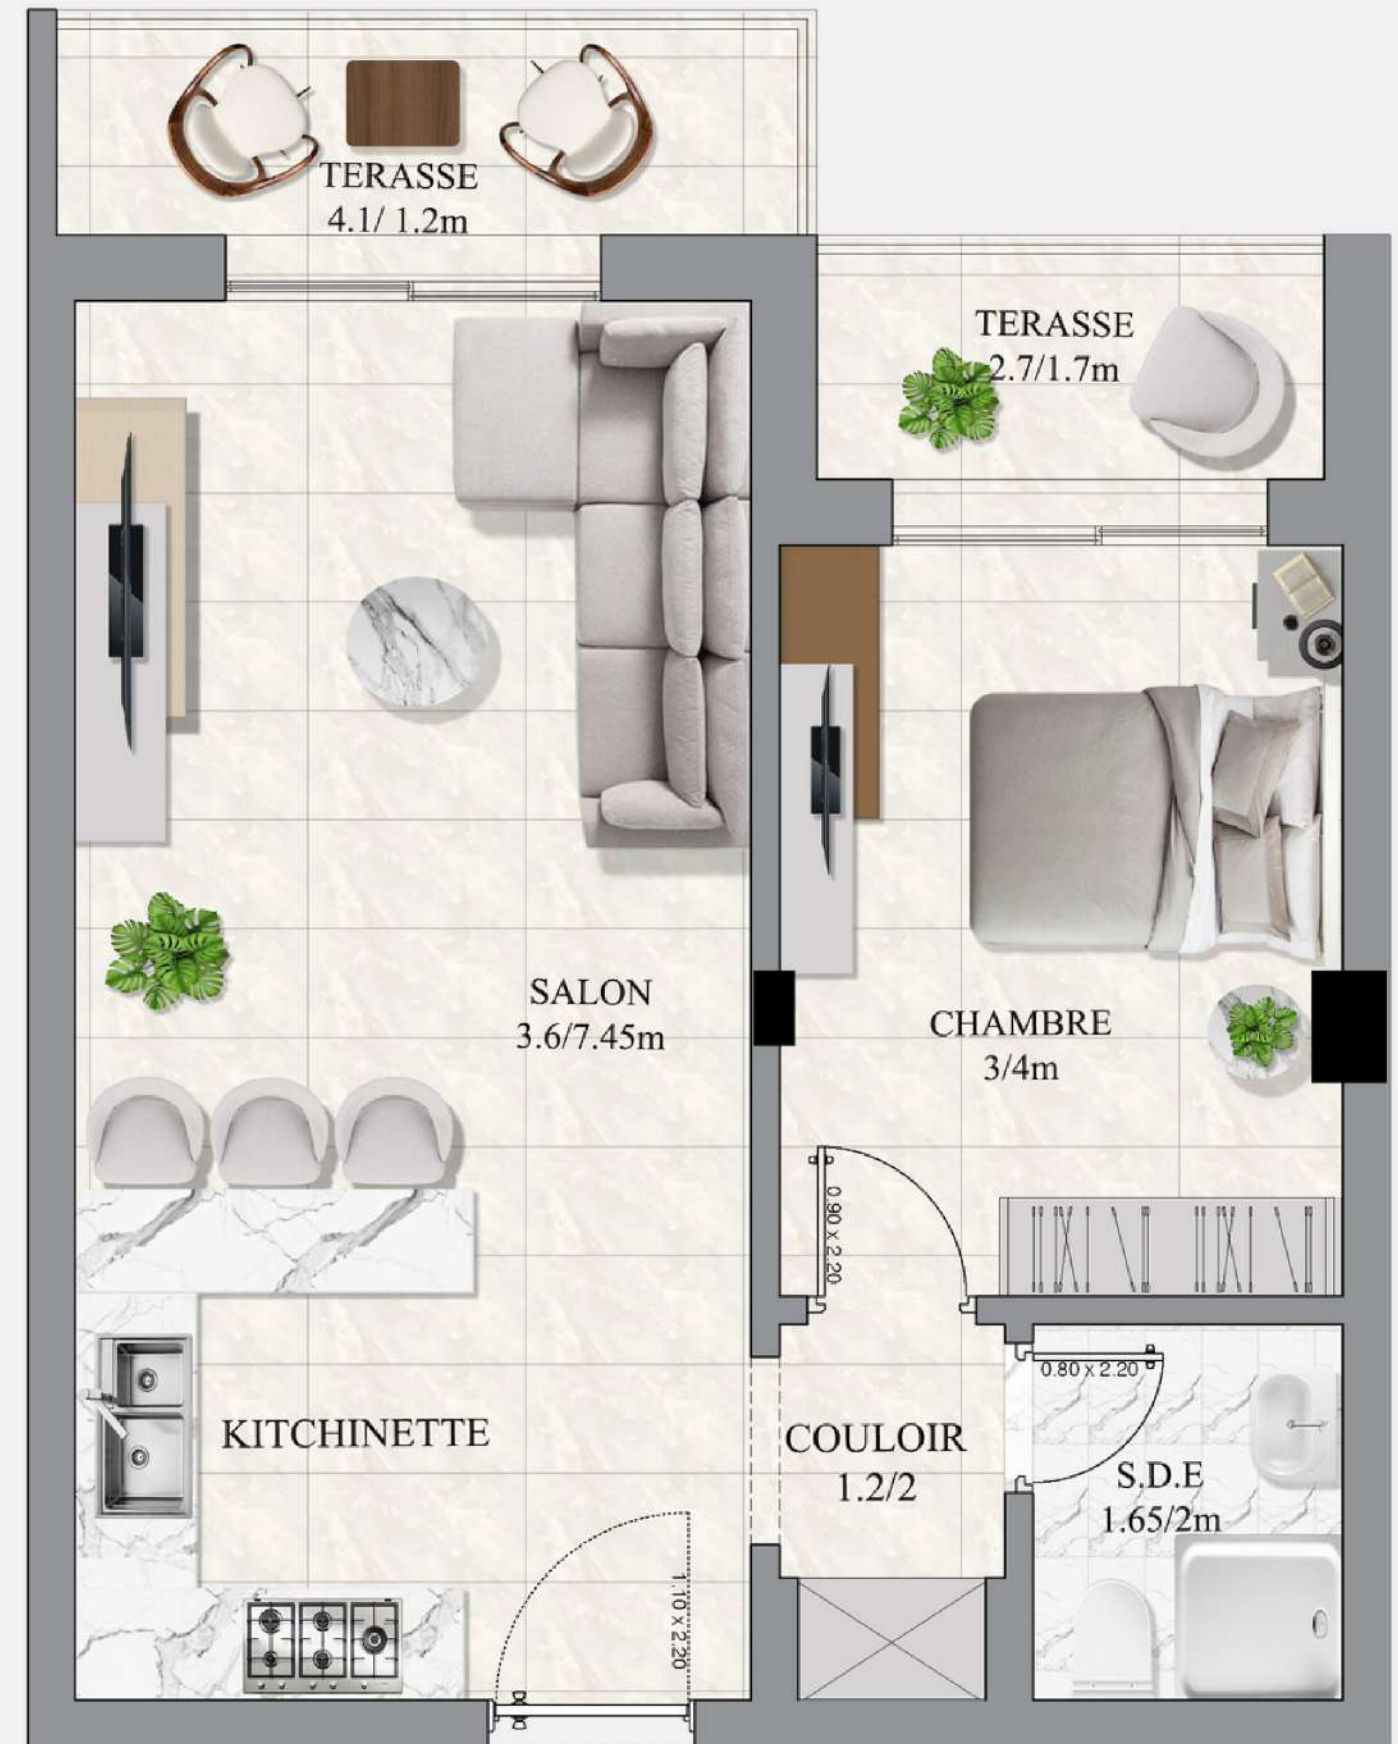 TERASSE
4.1/ 1.2m
TERASSE
2.7/1.7m
SALON
3.6/7.45m
CHAMBRE
3/4m
0.90 x 2.20
0.80 x 2.20
KITCHINETTE
COULOIR
1.2/2
S.D.E
1.65/2m
1.10 x 2.20